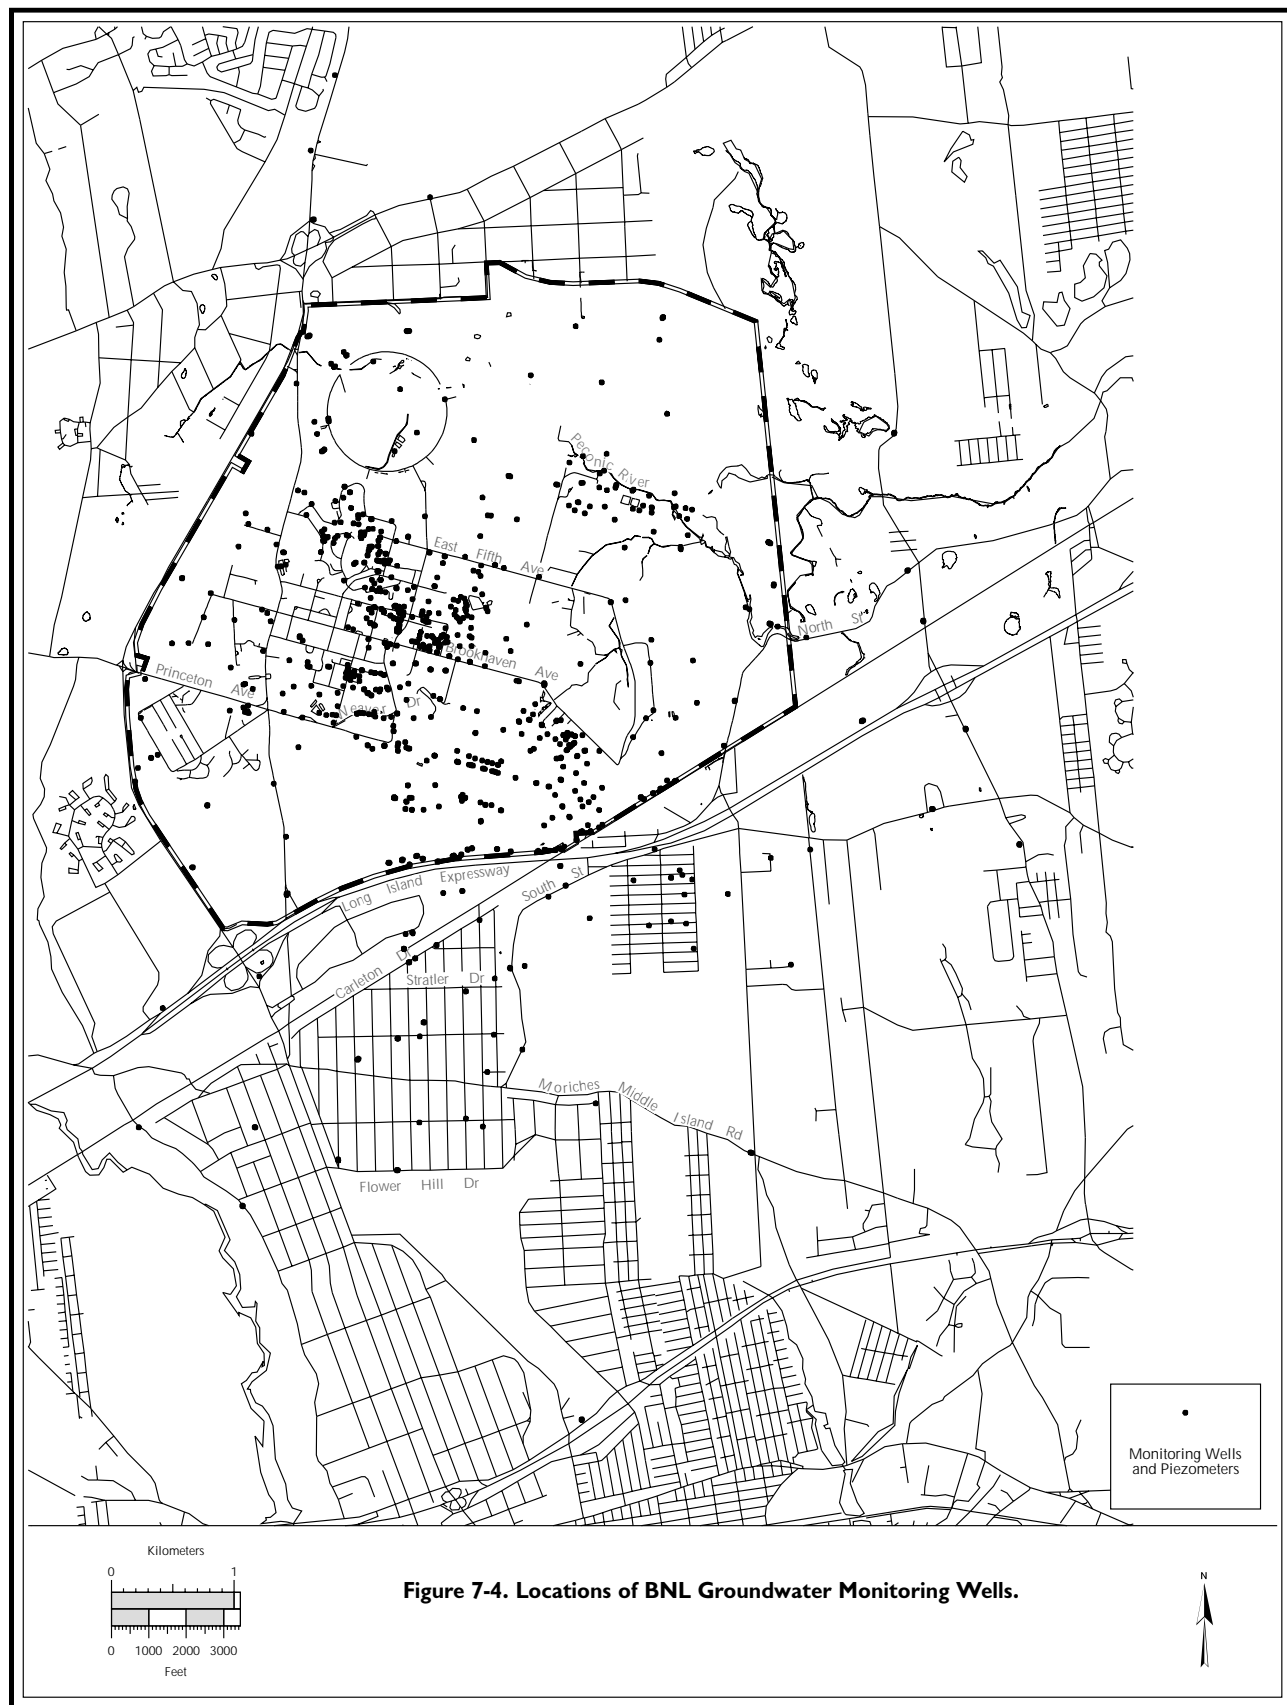 Peconic River
East Fifth Ave
North St
Brookhaven Ave
Princeton Ave
Weaver Dr
Long Island Expressway
South St
Carleton Dr
Stratler Dr
Moriches Middle Island Rd
Flower Hill Dr
Monitoring Wells
and Piezometers
Kilometers
0 1
0 1000 2000 3000
Feet
Figure 7-4. Locations of BNL Groundwater Monitoring Wells.
N